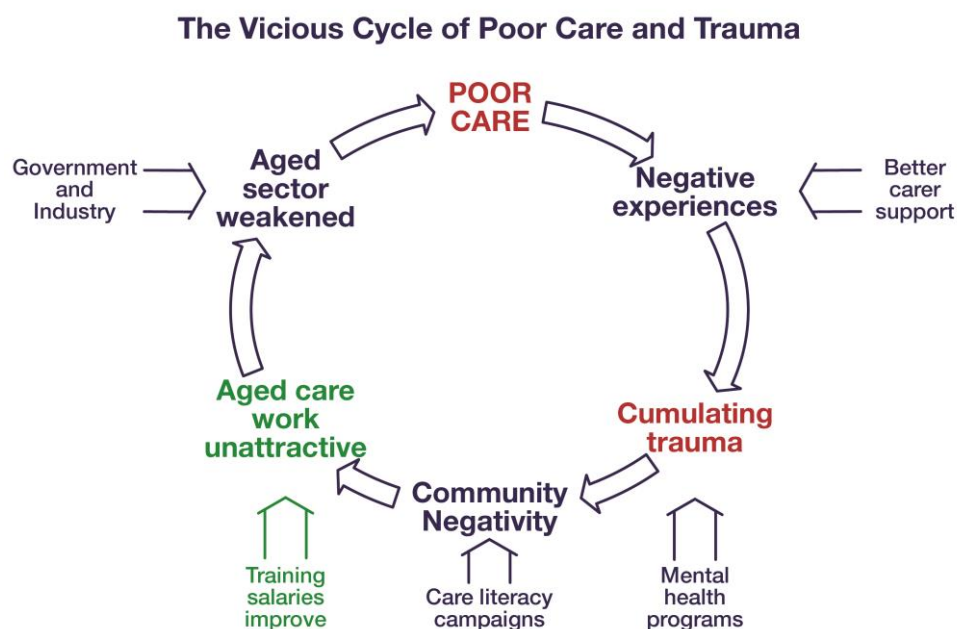 The Vicious Cycle of Poor Care and Trauma
POOR
CARE
Negative
experiences
Better
carer
support
Cumulating
trauma
Mental
health
programs
Community
Negativity
Care literacy
campaigns
Aged care
work
unattractive
Training
salaries
improve
Aged
sector
weakened
Government
and
Industry